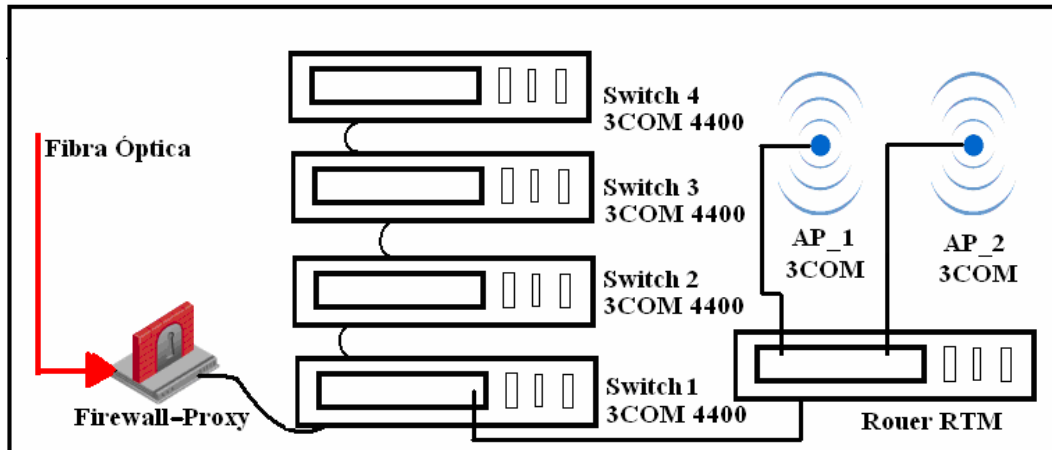 Fibra Óptica
Firewall-Proxy
Switch 4
3COM 4400
Switch 3
3COM 4400
Switch 2
3COM 4400
Switch 1
3COM 4400
AP_1
3COM
AP_2
3COM
Rouer RTM